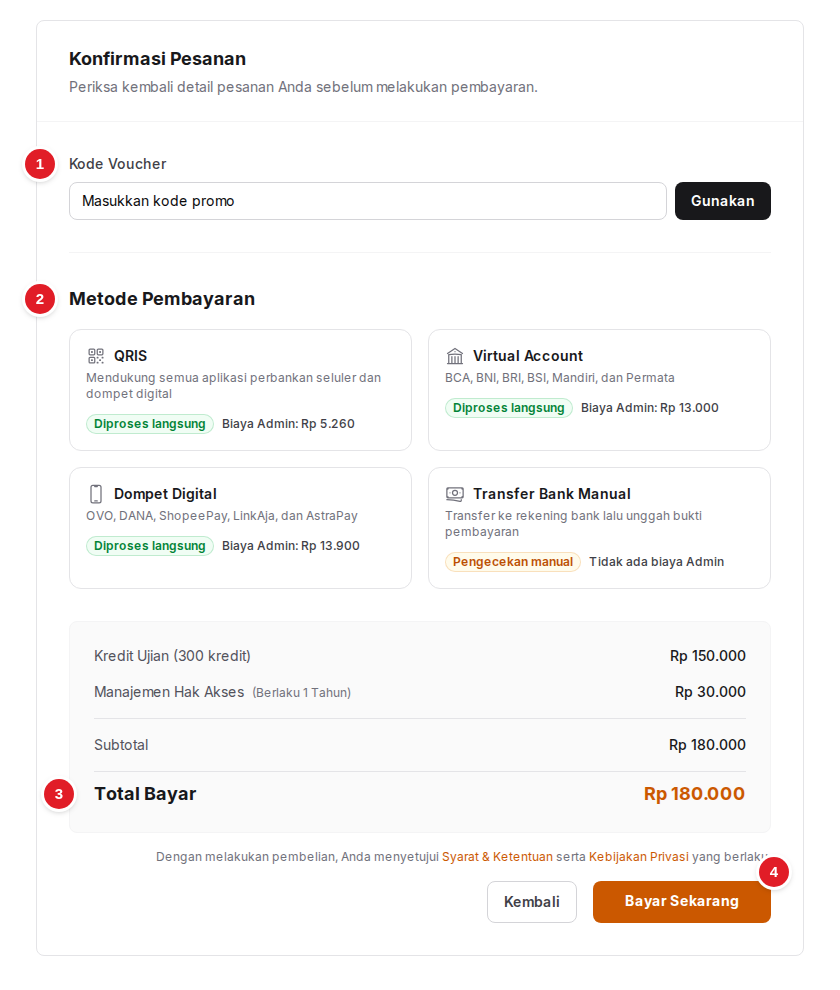 Konfirmasi Pesanan
Periksa kembali detail pesanan Anda sebelum melakukan pembayaran.
1
Kode Voucher
Masukkan kode promo
Gunakan
2
Metode Pembayaran
QRIS
Mendukung semua aplikasi perbankan seluler dan
dompet digital
Diproses langsung Biaya Admin: Rp 5.260
Virtual Account
BCA, BNI, BRI, BSI, Mandiri, dan Permata
Diproses langsung Biaya Admin: Rp 13.000
Dompet Digital
OVO, DANA, ShopeePay, LinkAja, dan AstraPay
Diproses langsung Biaya Admin: Rp 13.900
Transfer Bank Manual
Transfer ke rekening bank lalu unggah bukti
pembayaran
Pengecekan manual Tidak ada biaya Admin
Kredit Ujian (300 kredit) Rp 150.000
Manajemen Hak Akses (Berlaku 1 Tahun) Rp 30.000
Subtotal Rp 180.000
3
Total Bayar Rp 180.000
Dengan melakukan pembelian, Anda menyetujui Syarat & Ketentuan serta Kebijakan Privasi yang berlaku.
4
Kembali
Bayar Sekarang